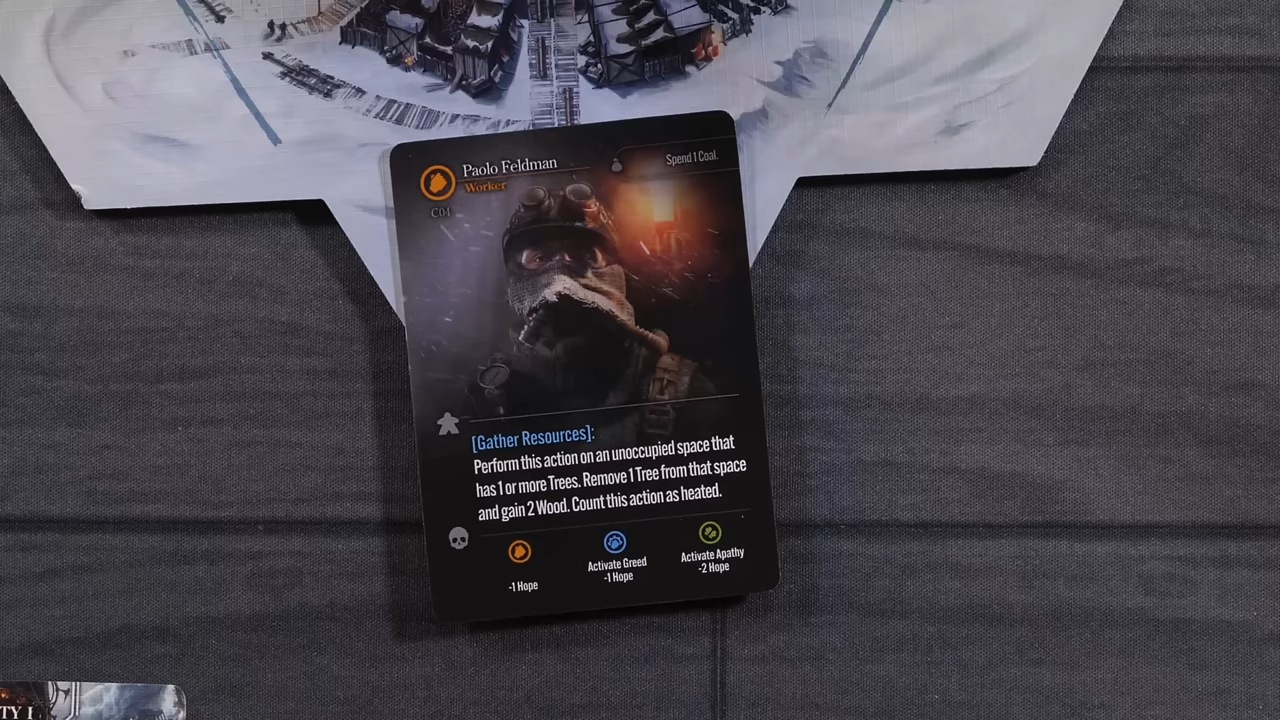 Paolo Feldman
Worker
C04
Spend 1 Coal.
[Gather Resources]:
Perform this action on an unoccupied space that
has 1 or more Trees. Remove 1 Tree from that space
and gain 2 Wood. Count this action as heated.
-1 Hope
Activate Greed
-1 Hope
Activate Apathy
-2 Hope
TY I